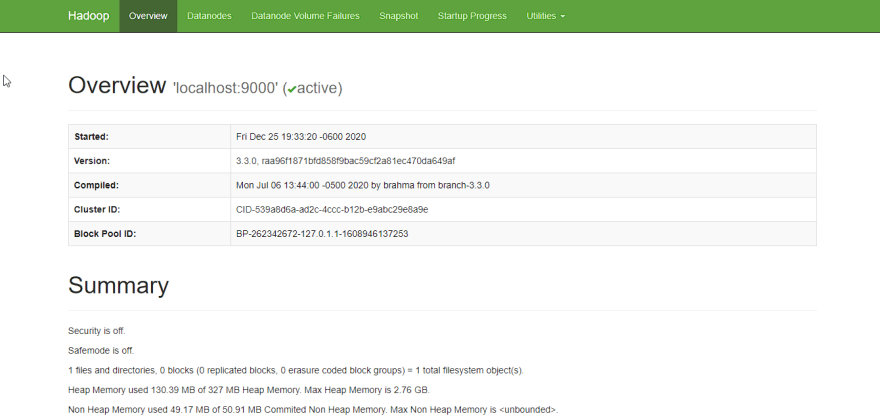 Hadoop Overview Datanodes Datanode Volume Failures Snapshot Startup Progress Utilities
Overview 'localhost:9000' (✔active)
Started: Fri Dec 25 19:33:20 -0600 2020
Version: 3.3.0, raa96f1871bfd858f9bac59cf2a81ec470da649af
Compiled: Mon Jul 06 13:44:00 -0500 2020 by brahma from branch-3.3.0
Cluster ID: CID-539a8d6a-ad2c-4ccc-b12b-e9abc29e8a9e
Block Pool ID: BP-262342672-127.0.1.1-1608946137253
Summary
Security is off.
Safemode is off.
1 files and directories, 0 blocks (0 replicated blocks, 0 erasure coded block groups) = 1 total filesystem object(s).
Heap Memory used 130.39 MB of 327 MB Heap Memory. Max Heap Memory is 2.76 GB.
Non Heap Memory used 49.17 MB of 50.91 MB Commited Non Heap Memory. Max Non Heap Memory is <unbounded>.